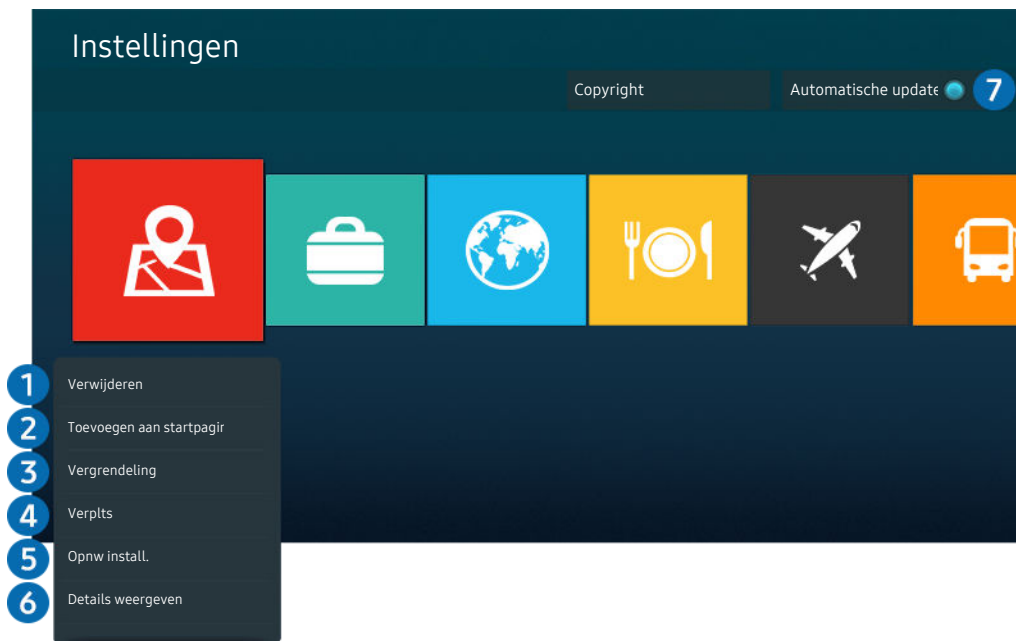 Instellingen
Copyright
Automatische update
7
1 Verwijderen
2 Toevoegen aan startpagir
3 Vergrendeling
4 Verplts
5 Opnw install.
6 Details weergeven